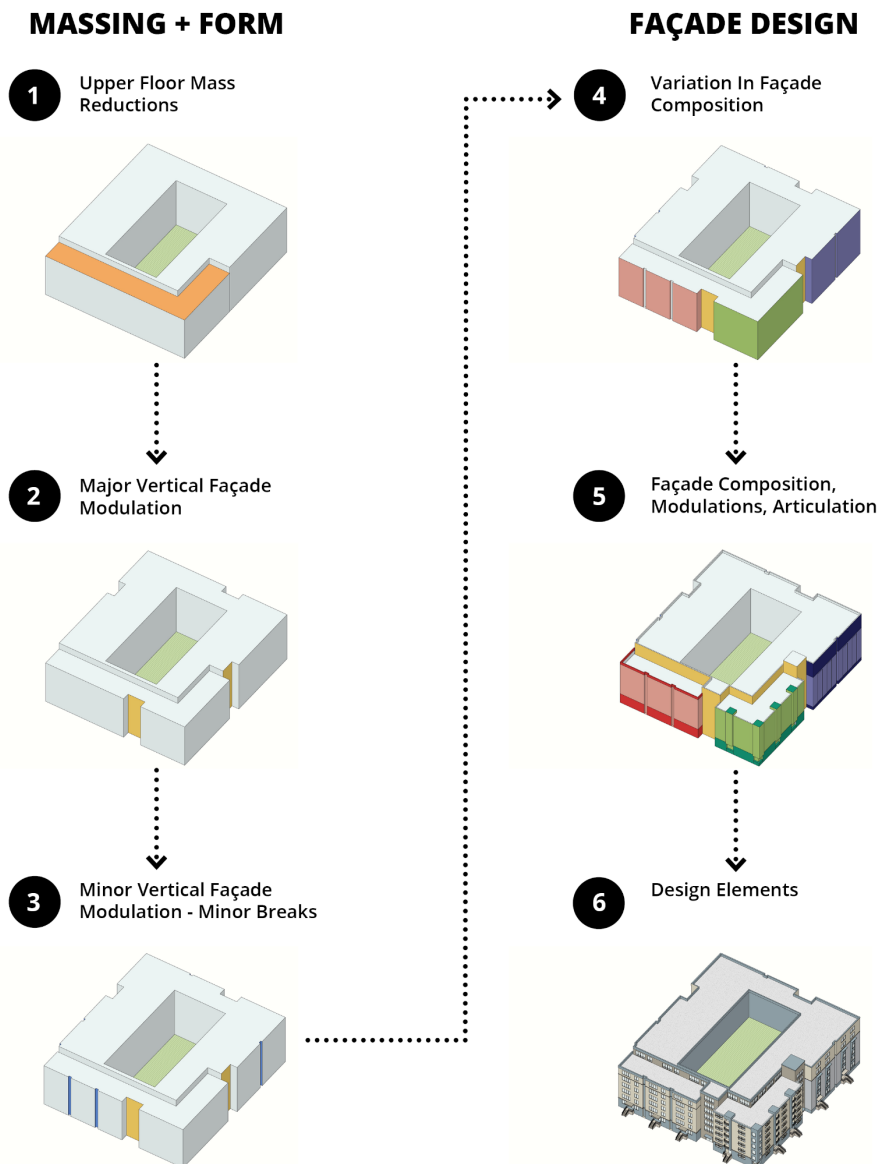 MASSING + FORM
1
Upper Floor Mass
Reductions
2
Major Vertical Façade
Modulation
3
Minor Vertical Façade
Modulation - Minor Breaks
FAÇADE DESIGN
4
Variation In Façade
Composition
5
Façade Composition,
Modulations, Articulation
6
Design Elements